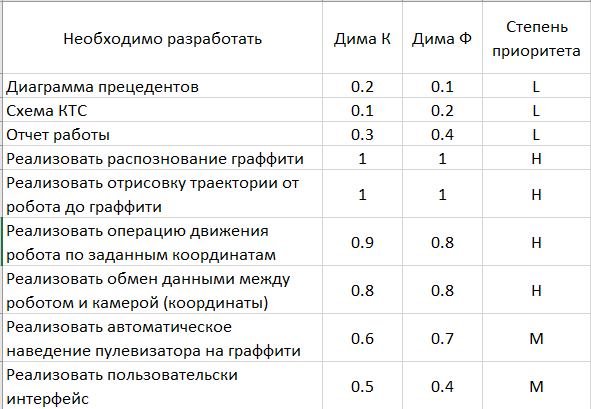 Необходимо разработать Дима К Дима Ф Степень
приоритета
Диаграмма прецедентов 0.2 0.1 L
Схема КТС 0.1 0.2 L
Отчет работы 0.3 0.4 L
Реализовать распознование граффити 1 1 H
Реализовать отрисовку траектории от
робота до граффити 1 1 H
Реализовать операцию движения
робота по заданным координатам 0.9 0.8 H
Реализовать обмен данными между
роботом и камерой (координаты) 0.8 0.8 H
Реализовать автоматическое
наведение пулевизатора на граффити 0.6 0.7 M
Реализовать пользовательски
интерфейс 0.5 0.4 M